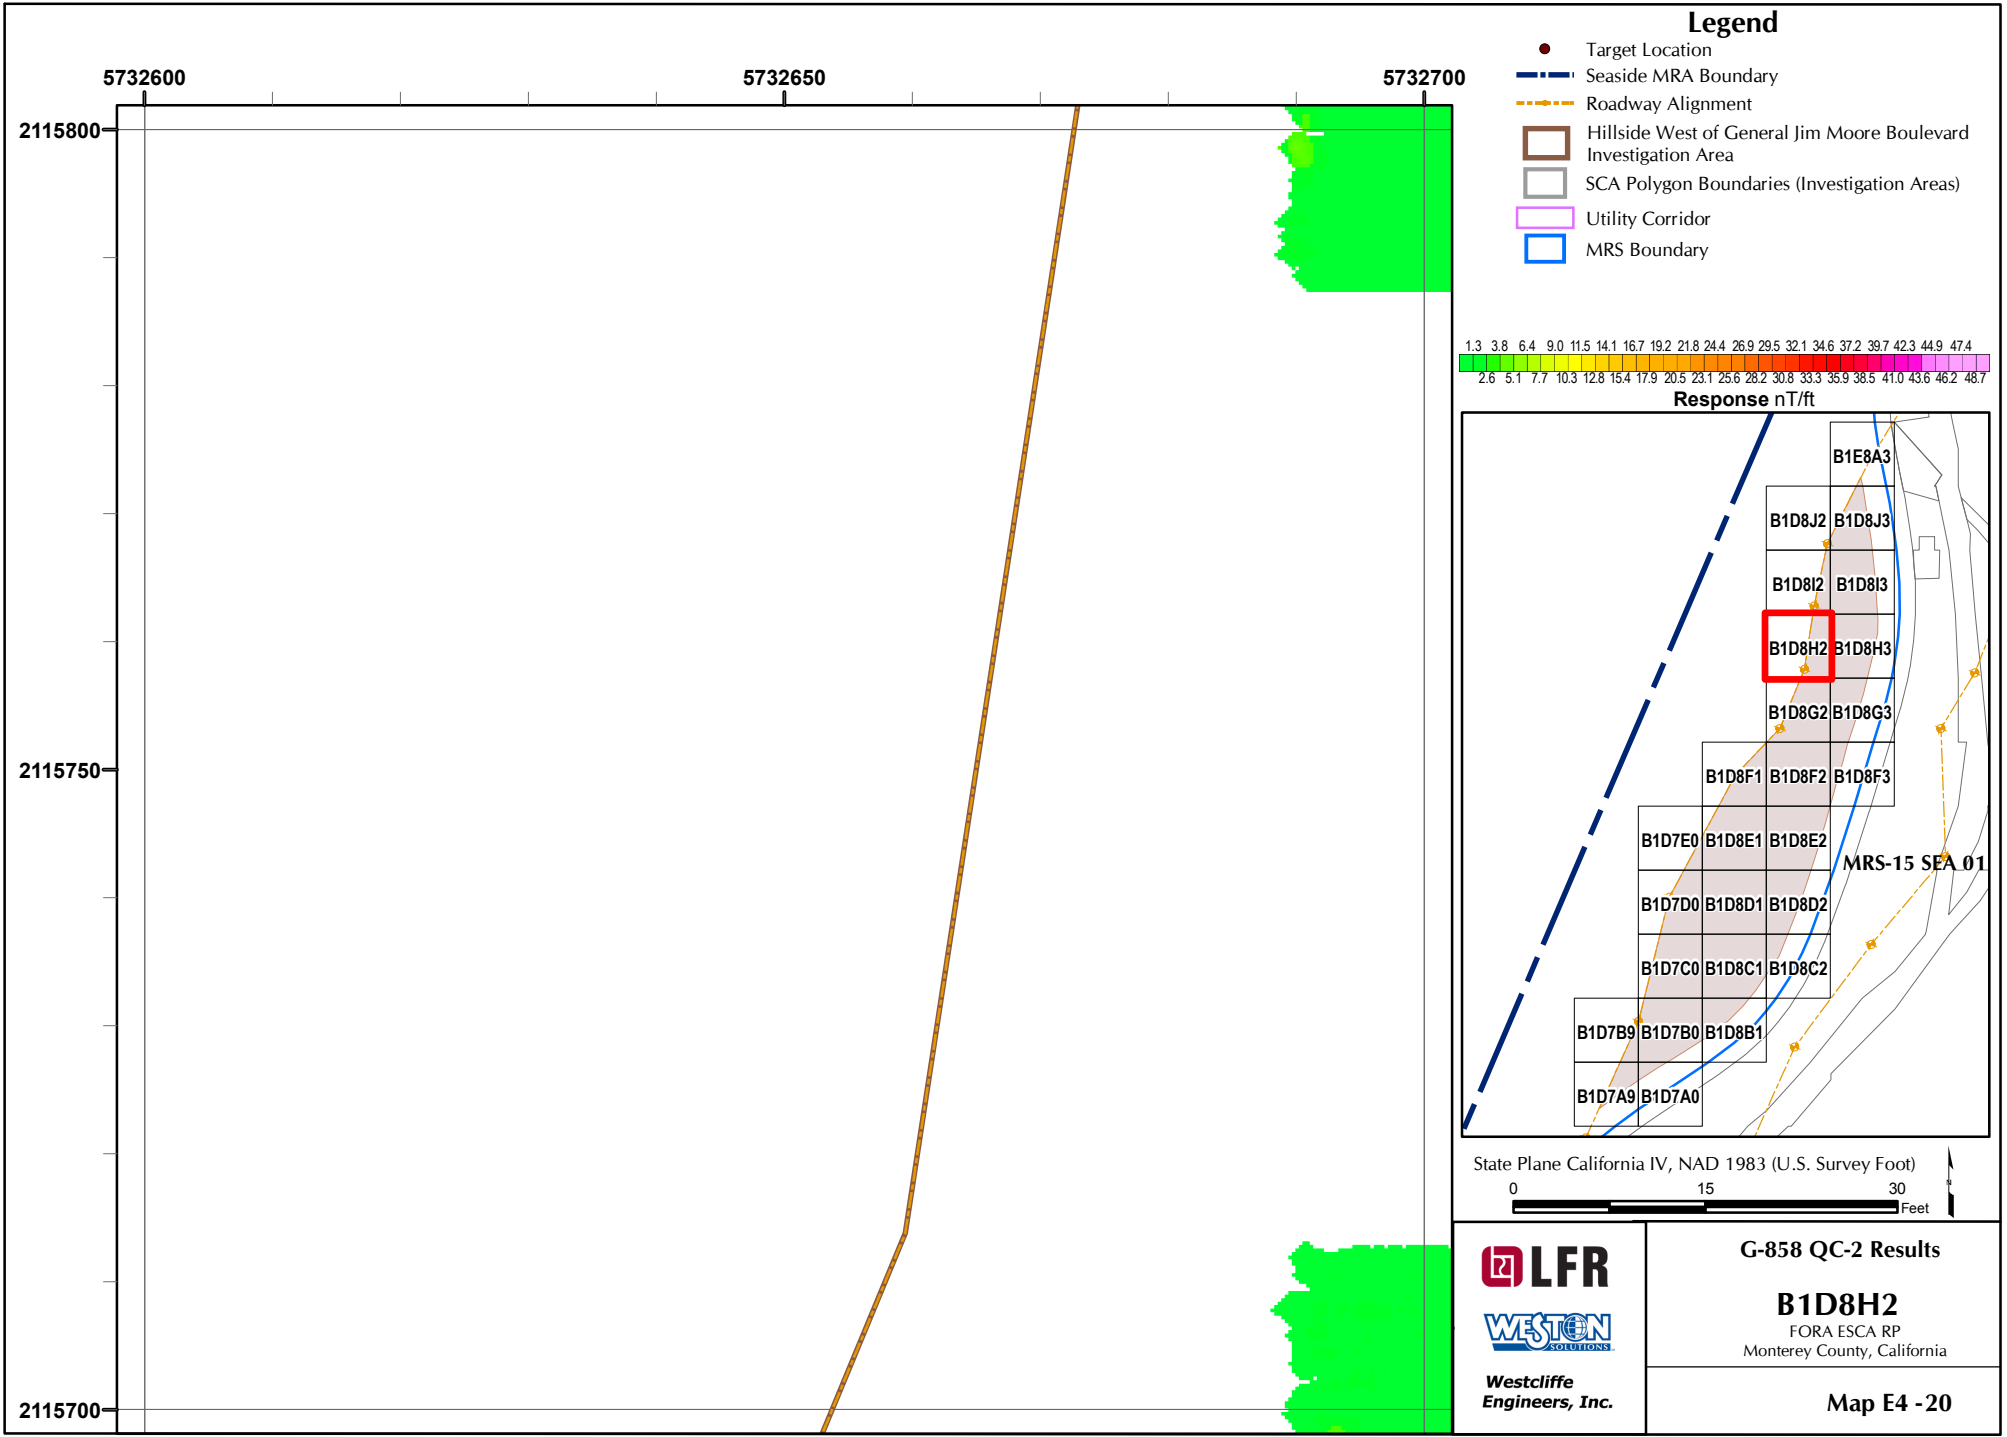 5732600
5732650
5732700
2115800
2115750
2115700
Legend
Target Location
Seaside MRA Boundary
Roadway Alignment
Hillside West of General Jim Moore Boulevard
Investigation Area
SCA Polygon Boundaries (Investigation Areas)
Utility Corridor
MRS Boundary
1.3 3.8 6.4 9.0 11.5 14.1 16.7 19.2 21.8 24.4 26.9 29.5 32.1 34.6 37.2 39.7 42.3 44.9 47.4
2.6 5.1 7.7 10.3 12.8 15.4 17.9 20.5 23.1 25.6 28.2 30.8 33.3 35.9 38.5 41.0 43.6 46.2 48.7
Response nT/ft
B1E8A3
B1D8J2 B1D8J3
B1D8I2 B1D8I3
B1D8H2 B1D8H3
B1D8G2 B1D8G3
B1D8F1 B1D8F2 B1D8F3
B1D7E0 B1D8E1 B1D8E2
MRS-15 SEA 01
B1D7D0 B1D8D1 B1D8D2
B1D7C0 B1D8C1 B1D8C2
B1D7B9 B1D7B0 B1D8B1
B1D7A9 B1D7A0
State Plane California IV, NAD 1983 (U.S. Survey Foot)
0 15 30
Feet
N
LFR
WESTON
SOLUTIONS
Westcliffe
Engineers, Inc.
G-858 QC-2 Results
B1D8H2
FORA ESCA RP
Monterey County, California
Map E4 -20